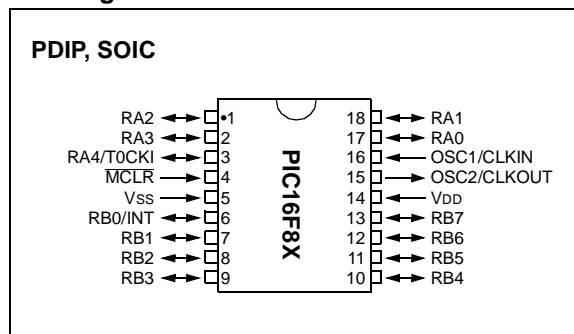 PDIP, SOIC
RA2 •1 18 RA1
RA3 2 17 RA0
RA4/T0CKI 3 16 OSC1/CLKIN
MCLR 4 15 OSC2/CLKOUT
VSS 5 14 VDD
RB0/INT 6 13 RB7
RB1 7 12 RB6
RB2 8 11 RB5
RB3 9 10 RB4
PIC16F8X